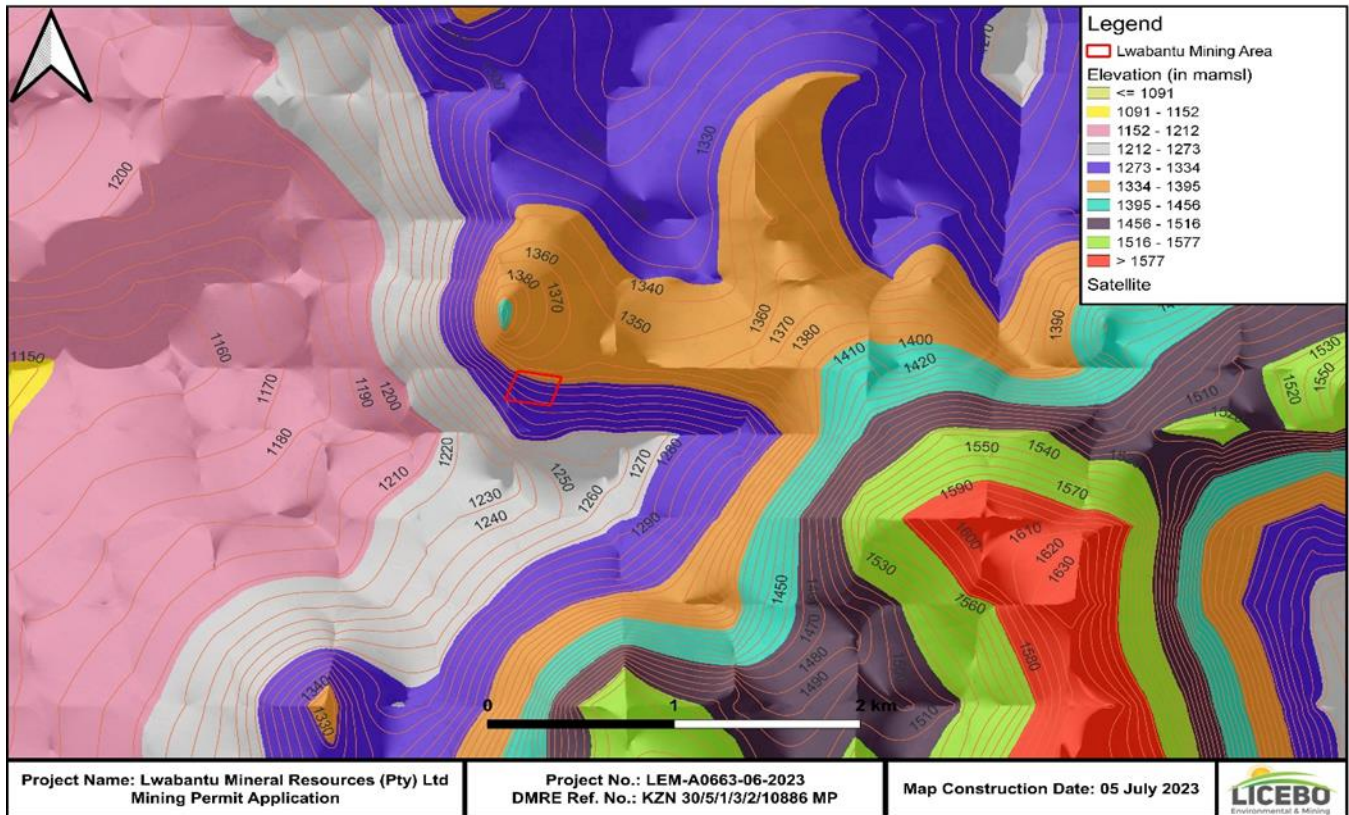 Legend
Lwabantu Mining Area
Elevation (in mamsl)
<= 1091
1091 - 1152
1152 - 1212
1212 - 1273
1273 - 1334
1334 - 1395
1395 - 1456
1456 - 1516
1516 - 1577
> 1577
Satellite
1270
1200
1330
1360
1380
1370
1340
1350
1360
1370
1380
1390
1410
1400
1420
1150
1160
1170
1190
1200
1180
1210
1220
1230
1240
1250
1260
1270
1280
1290
1510
1530
1520
1550
1550
1540
1590
1570
1600
1610
1620
1630
1530
1560
1580
1450
1470
1480
1490
1510
1340
1330
0 1 2 km
Project Name: Lwabantu Mineral Resources (Pty) Ltd
Mining Permit Application
Project No.: LEM-A0663-06-2023
DMRE Ref. No.: KZN 30/5/1/3/2/10886 MP
Map Construction Date: 05 July 2023
LICEBO
Environmental & Mining